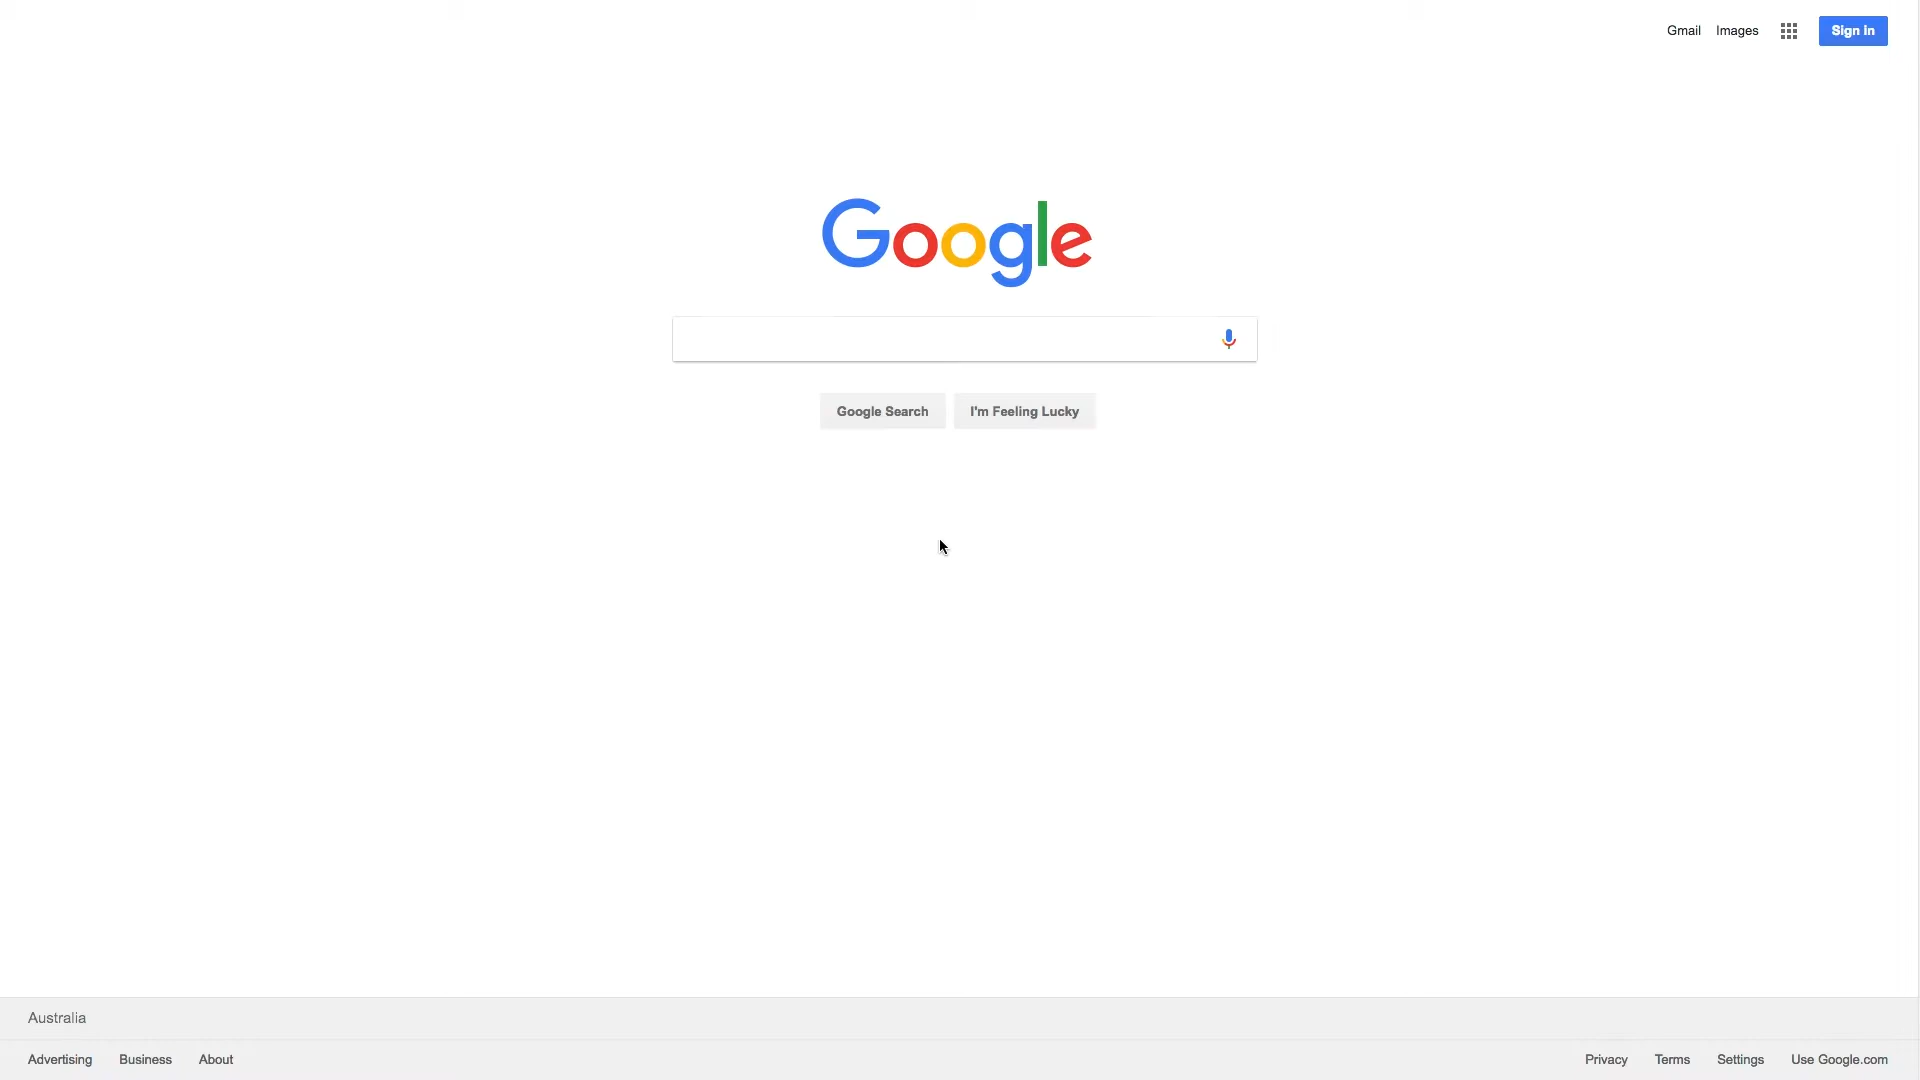 Gmail Images Sign in
Google
Google Search I'm Feeling Lucky
Australia
Advertising Business About Privacy Terms Settings Use Google.com